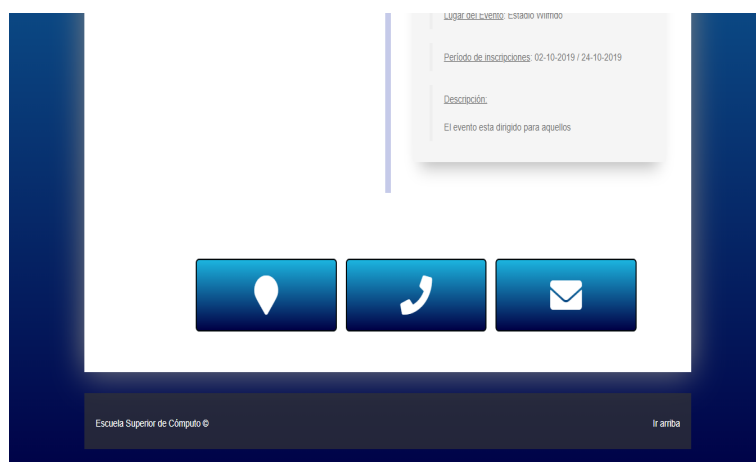 Lugar del Evento: Estadio Wilfrido
Período de inscripciones: 02-10-2019 / 24-10-2019
Descripción:
El evento esta dirigido para aquellos
Escuela Superior de Cómputo ©
Ir arriba